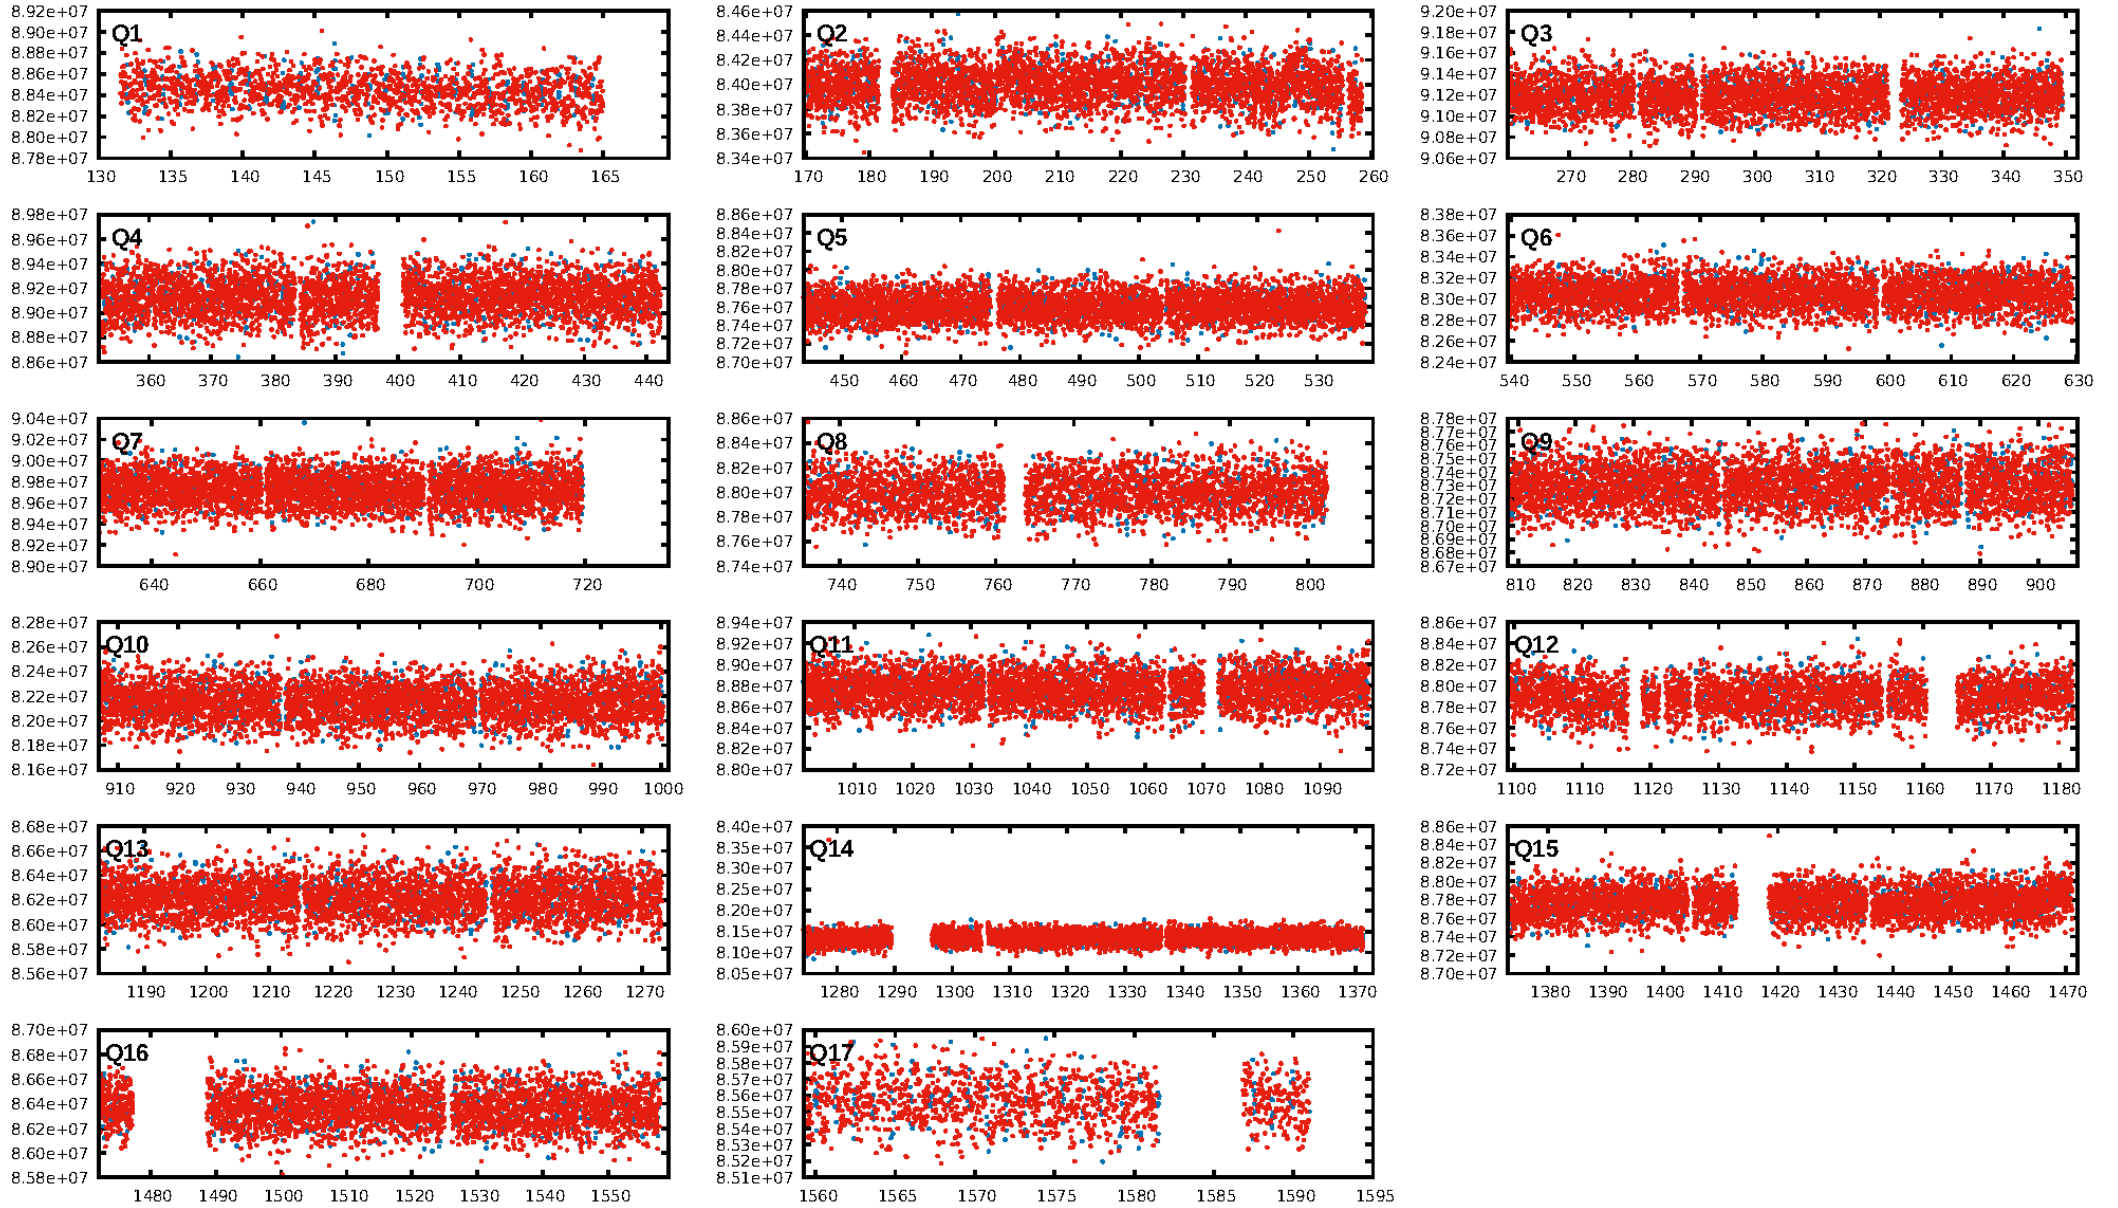 Q1
8.92e+07
8.90e+07
8.88e+07
8.86e+07
8.84e+07
8.82e+07
8.80e+07
8.78e+07
130 135 140 145 150 155 160 165
Q2
8.46e+07
8.44e+07
8.42e+07
8.40e+07
8.38e+07
8.36e+07
8.34e+07
170 180 190 200 210 220 230 240 250 260
Q3
9.20e+07
9.18e+07
9.16e+07
9.14e+07
9.12e+07
9.10e+07
9.08e+07
9.06e+07
270 280 290 300 310 320 330 340 350
Q4
8.98e+07
8.96e+07
8.94e+07
8.92e+07
8.90e+07
8.88e+07
8.86e+07
360 370 380 390 400 410 420 430 440
Q5
8.86e+07
8.84e+07
8.82e+07
8.80e+07
8.78e+07
8.76e+07
8.74e+07
8.72e+07
8.70e+07
450 460 470 480 490 500 510 520 530
Q6
8.38e+07
8.36e+07
8.34e+07
8.32e+07
8.30e+07
8.28e+07
8.26e+07
8.24e+07
540 550 560 570 580 590 600 610 620 630
Q7
9.04e+07
9.02e+07
9.00e+07
8.98e+07
8.96e+07
8.94e+07
8.92e+07
8.90e+07
640 660 680 700 720
Q8
8.86e+07
8.84e+07
8.82e+07
8.80e+07
8.78e+07
8.76e+07
8.74e+07
740 750 760 770 780 790 800
Q9
8.78e+07
8.77e+07
8.76e+07
8.75e+07
8.74e+07
8.73e+07
8.72e+07
8.71e+07
8.70e+07
8.69e+07
8.68e+07
8.67e+07
810 820 830 840 850 860 870 880 890 900
Q10
8.28e+07
8.26e+07
8.24e+07
8.22e+07
8.20e+07
8.18e+07
8.16e+07
910 920 930 940 950 960 970 980 990 1000
Q11
8.94e+07
8.92e+07
8.90e+07
8.88e+07
8.86e+07
8.84e+07
8.82e+07
8.80e+07
1010 1020 1030 1040 1050 1060 1070 1080 1090
Q12
8.86e+07
8.84e+07
8.82e+07
8.80e+07
8.78e+07
8.76e+07
8.74e+07
8.72e+07
1100 1110 1120 1130 1140 1150 1160 1170 1180
Q13
8.68e+07
8.66e+07
8.64e+07
8.62e+07
8.60e+07
8.58e+07
8.56e+07
1190 1200 1210 1220 1230 1240 1250 1260 1270
Q14
8.40e+07
8.35e+07
8.30e+07
8.25e+07
8.20e+07
8.15e+07
8.10e+07
8.05e+07
1280 1290 1300 1310 1320 1330 1340 1350 1360 1370
Q15
8.86e+07
8.84e+07
8.82e+07
8.80e+07
8.78e+07
8.76e+07
8.74e+07
8.72e+07
8.70e+07
1380 1390 1400 1410 1420 1430 1440 1450 1460 1470
Q16
8.70e+07
8.68e+07
8.66e+07
8.64e+07
8.62e+07
8.60e+07
8.58e+07
1480 1490 1500 1510 1520 1530 1540 1550
Q17
8.60e+07
8.59e+07
8.58e+07
8.57e+07
8.56e+07
8.55e+07
8.54e+07
8.53e+07
8.52e+07
8.51e+07
1560 1565 1570 1575 1580 1585 1590 1595